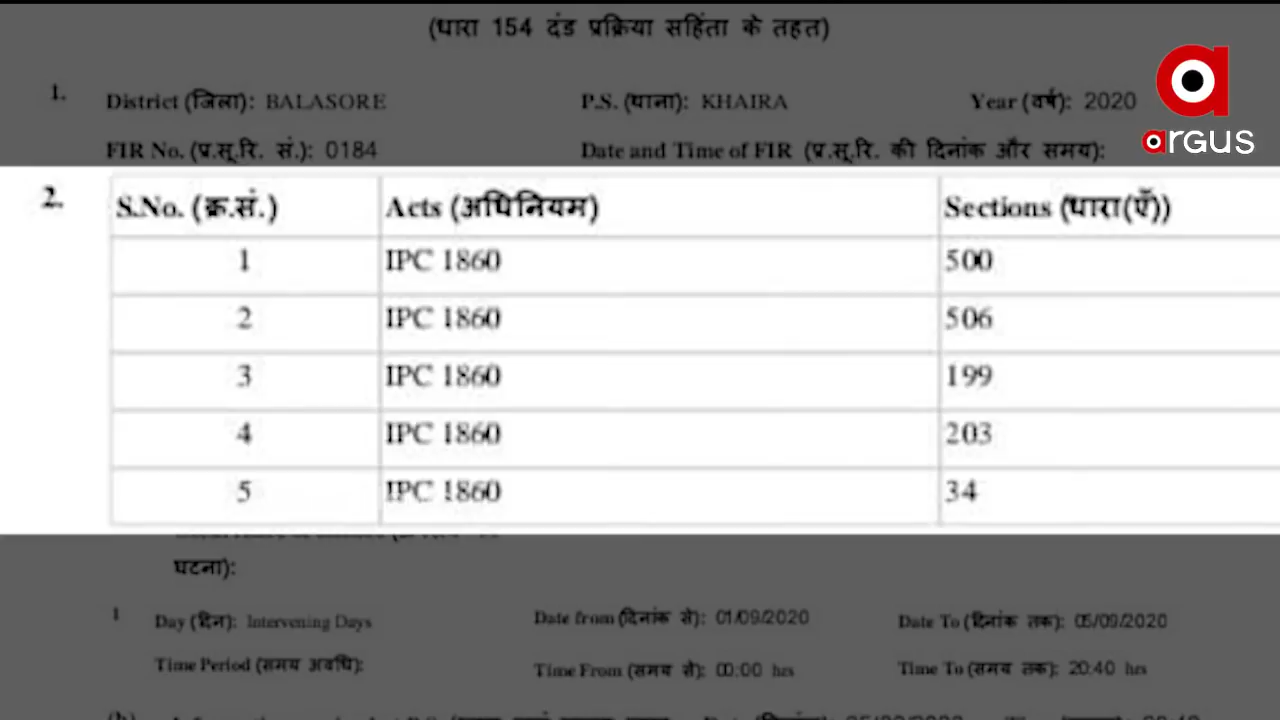 (धारा 154 दंड प्रक्रिया सहिंता के तहत)
argus
1. District (जिला): BALASORE P.S. (थाना): KHAIRA Year (वर्ष): 2020
FIR No. (प्र.सू.रि. सं.): 0184 Date and Time of FIR (प्र.सू.रि. की दिनांक और समय):
2. S.No. (क्र.सं.) Acts (अधिनियम) Sections (धारा(एँ))
1 IPC 1860 500
2 IPC 1860 506
3 IPC 1860 199
4 IPC 1860 203
5 IPC 1860 34
घटना):
1 Day (दिन): Intervening Days Date from (दिनांक से): 01/09/2020 Date To (दिनांक तक): 05/09/2020
Time Period (समय अवधि): Time From (समय से): 00:00 hrs Time To (समय तक): 20:40 hrs